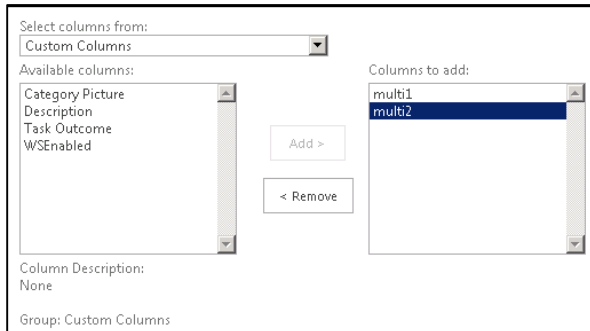 Select columns from:
Custom Columns
Available columns:
Category Picture
Description
Task Outcome
WSEnabled
Add >
< Remove
Columns to add:
multi1
multi2
Column Description:
None
Group: Custom Columns